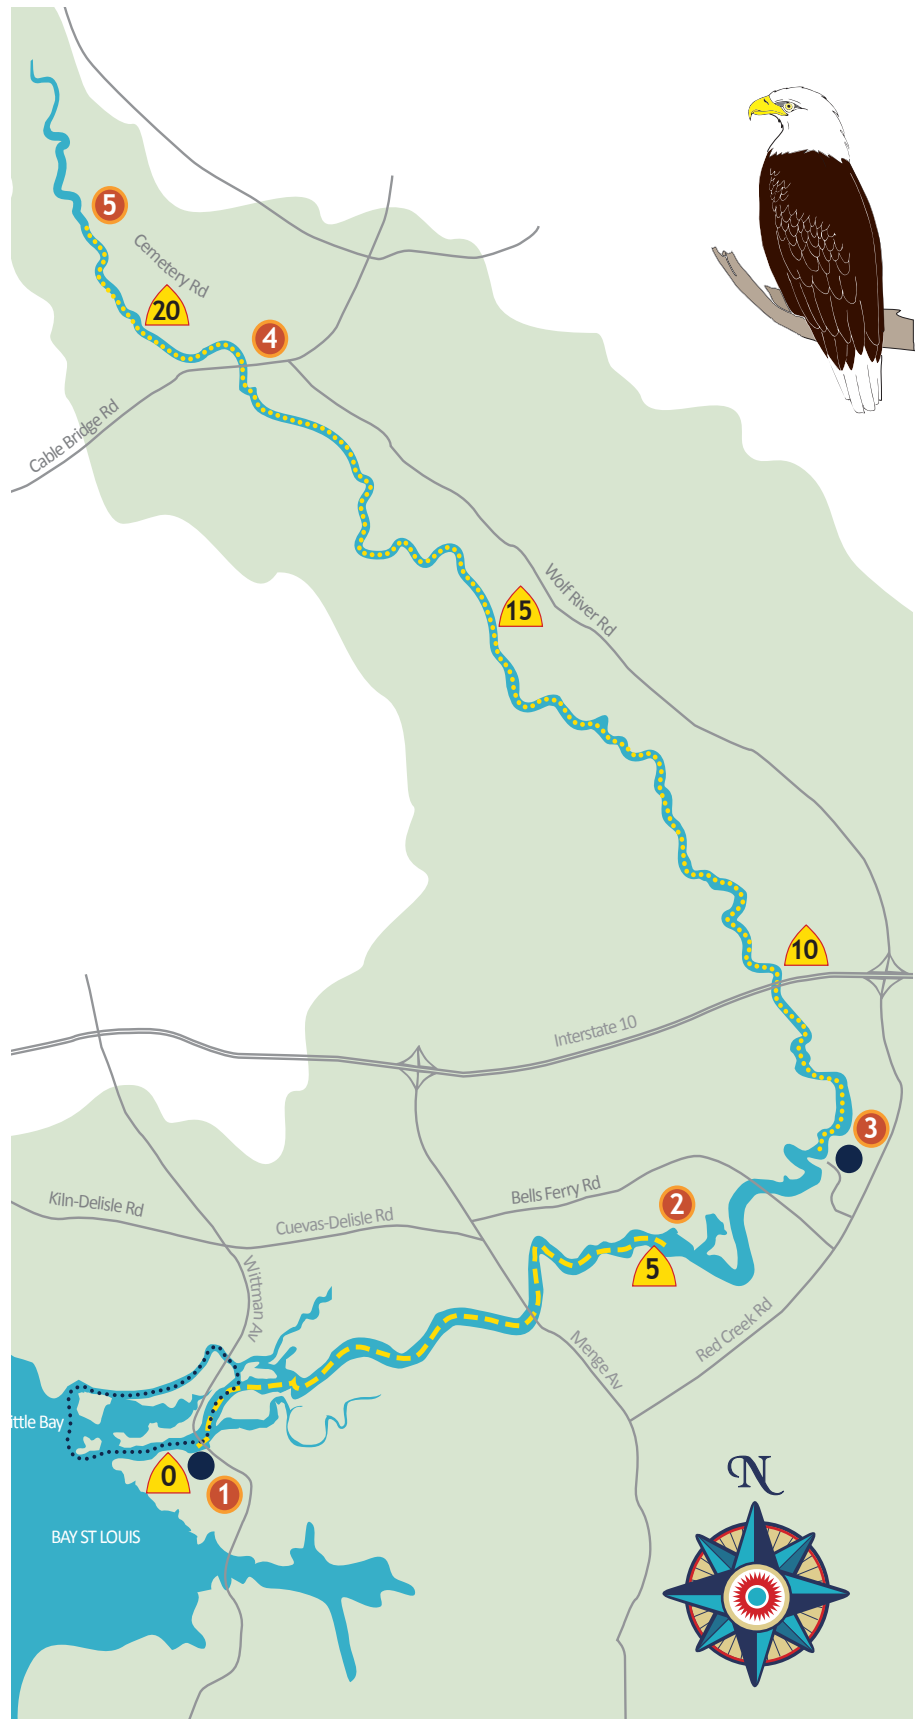 5
Cemetery Rd
20
4
Cable Bridge Rd
15
Wolf River Rd
10
Interstate 10
3
Kiln-Delisle Rd
Cuevas-Delisle Rd
Bells Ferry Rd
2
5
Wittman Av
Menge Av
Red Creek Rd
ittle Bay
0
1
N
BAY ST LOUIS